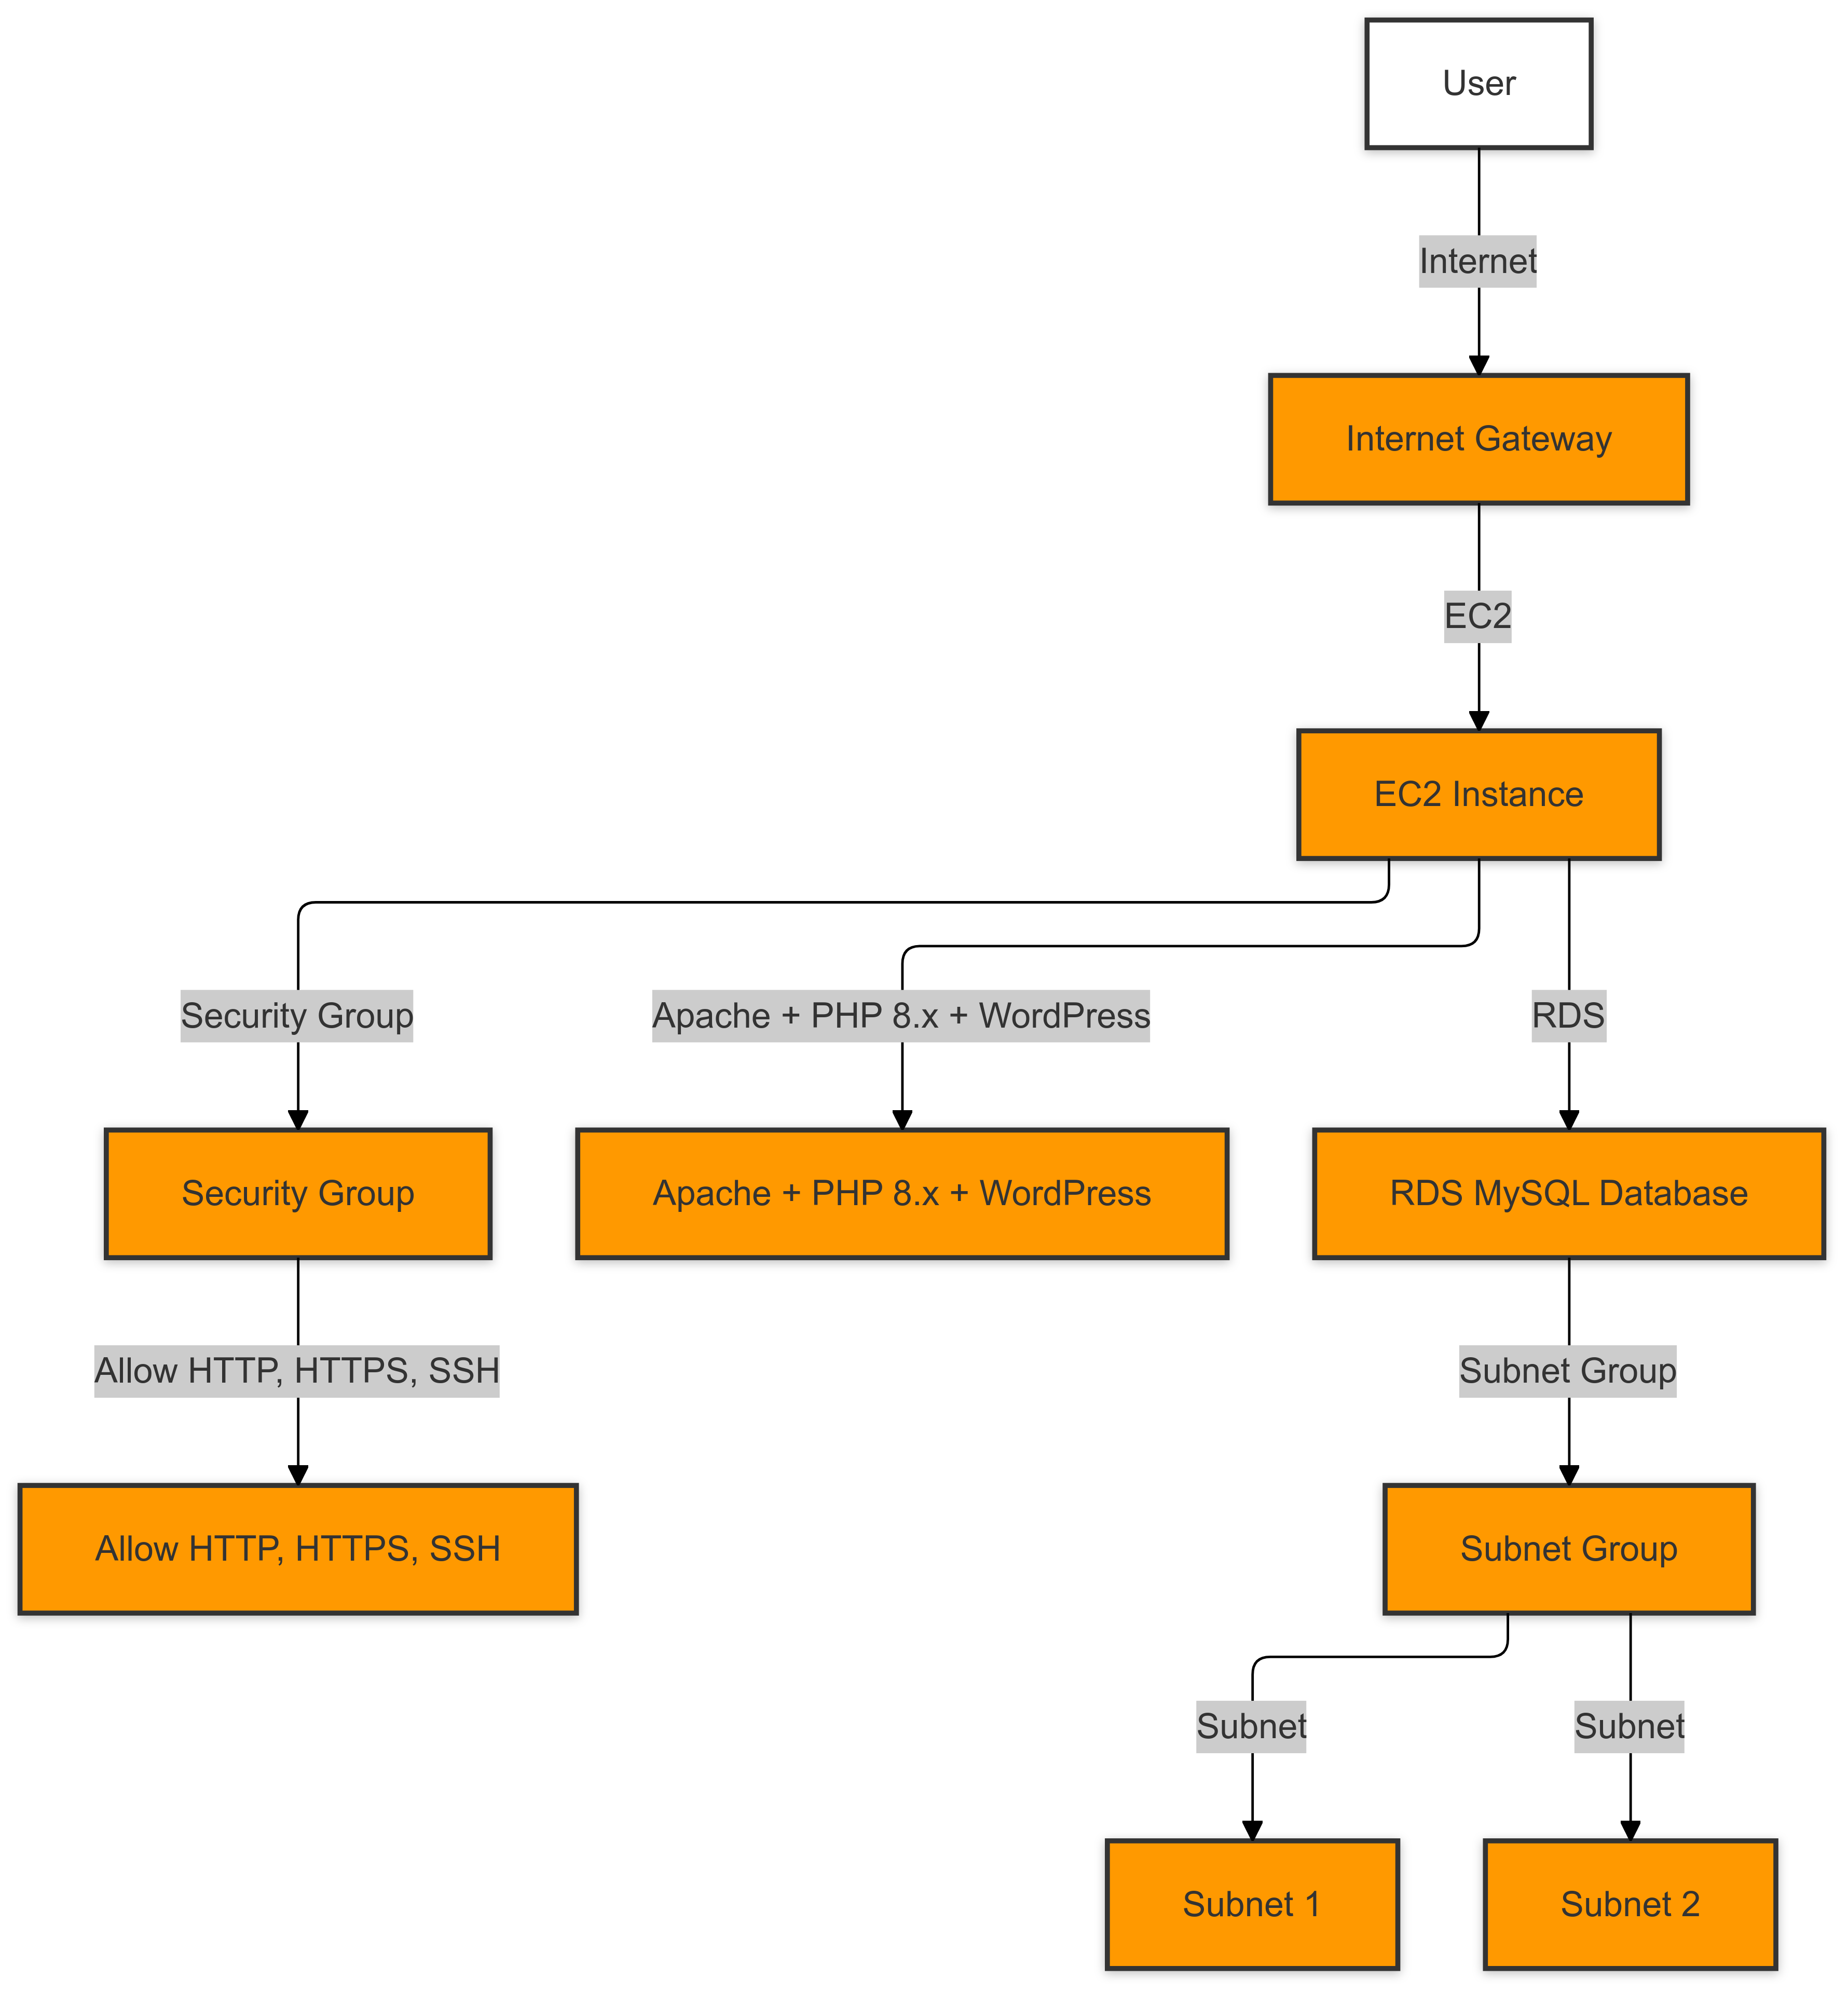 User
Internet
Internet Gateway
EC2
EC2 Instance
Security Group
Apache + PHP 8.x + WordPress
RDS
Security Group
Apache + PHP 8.x + WordPress
RDS MySQL Database
Allow HTTP, HTTPS, SSH
Subnet Group
Allow HTTP, HTTPS, SSH
Subnet Group
Subnet
Subnet
Subnet 1
Subnet 2